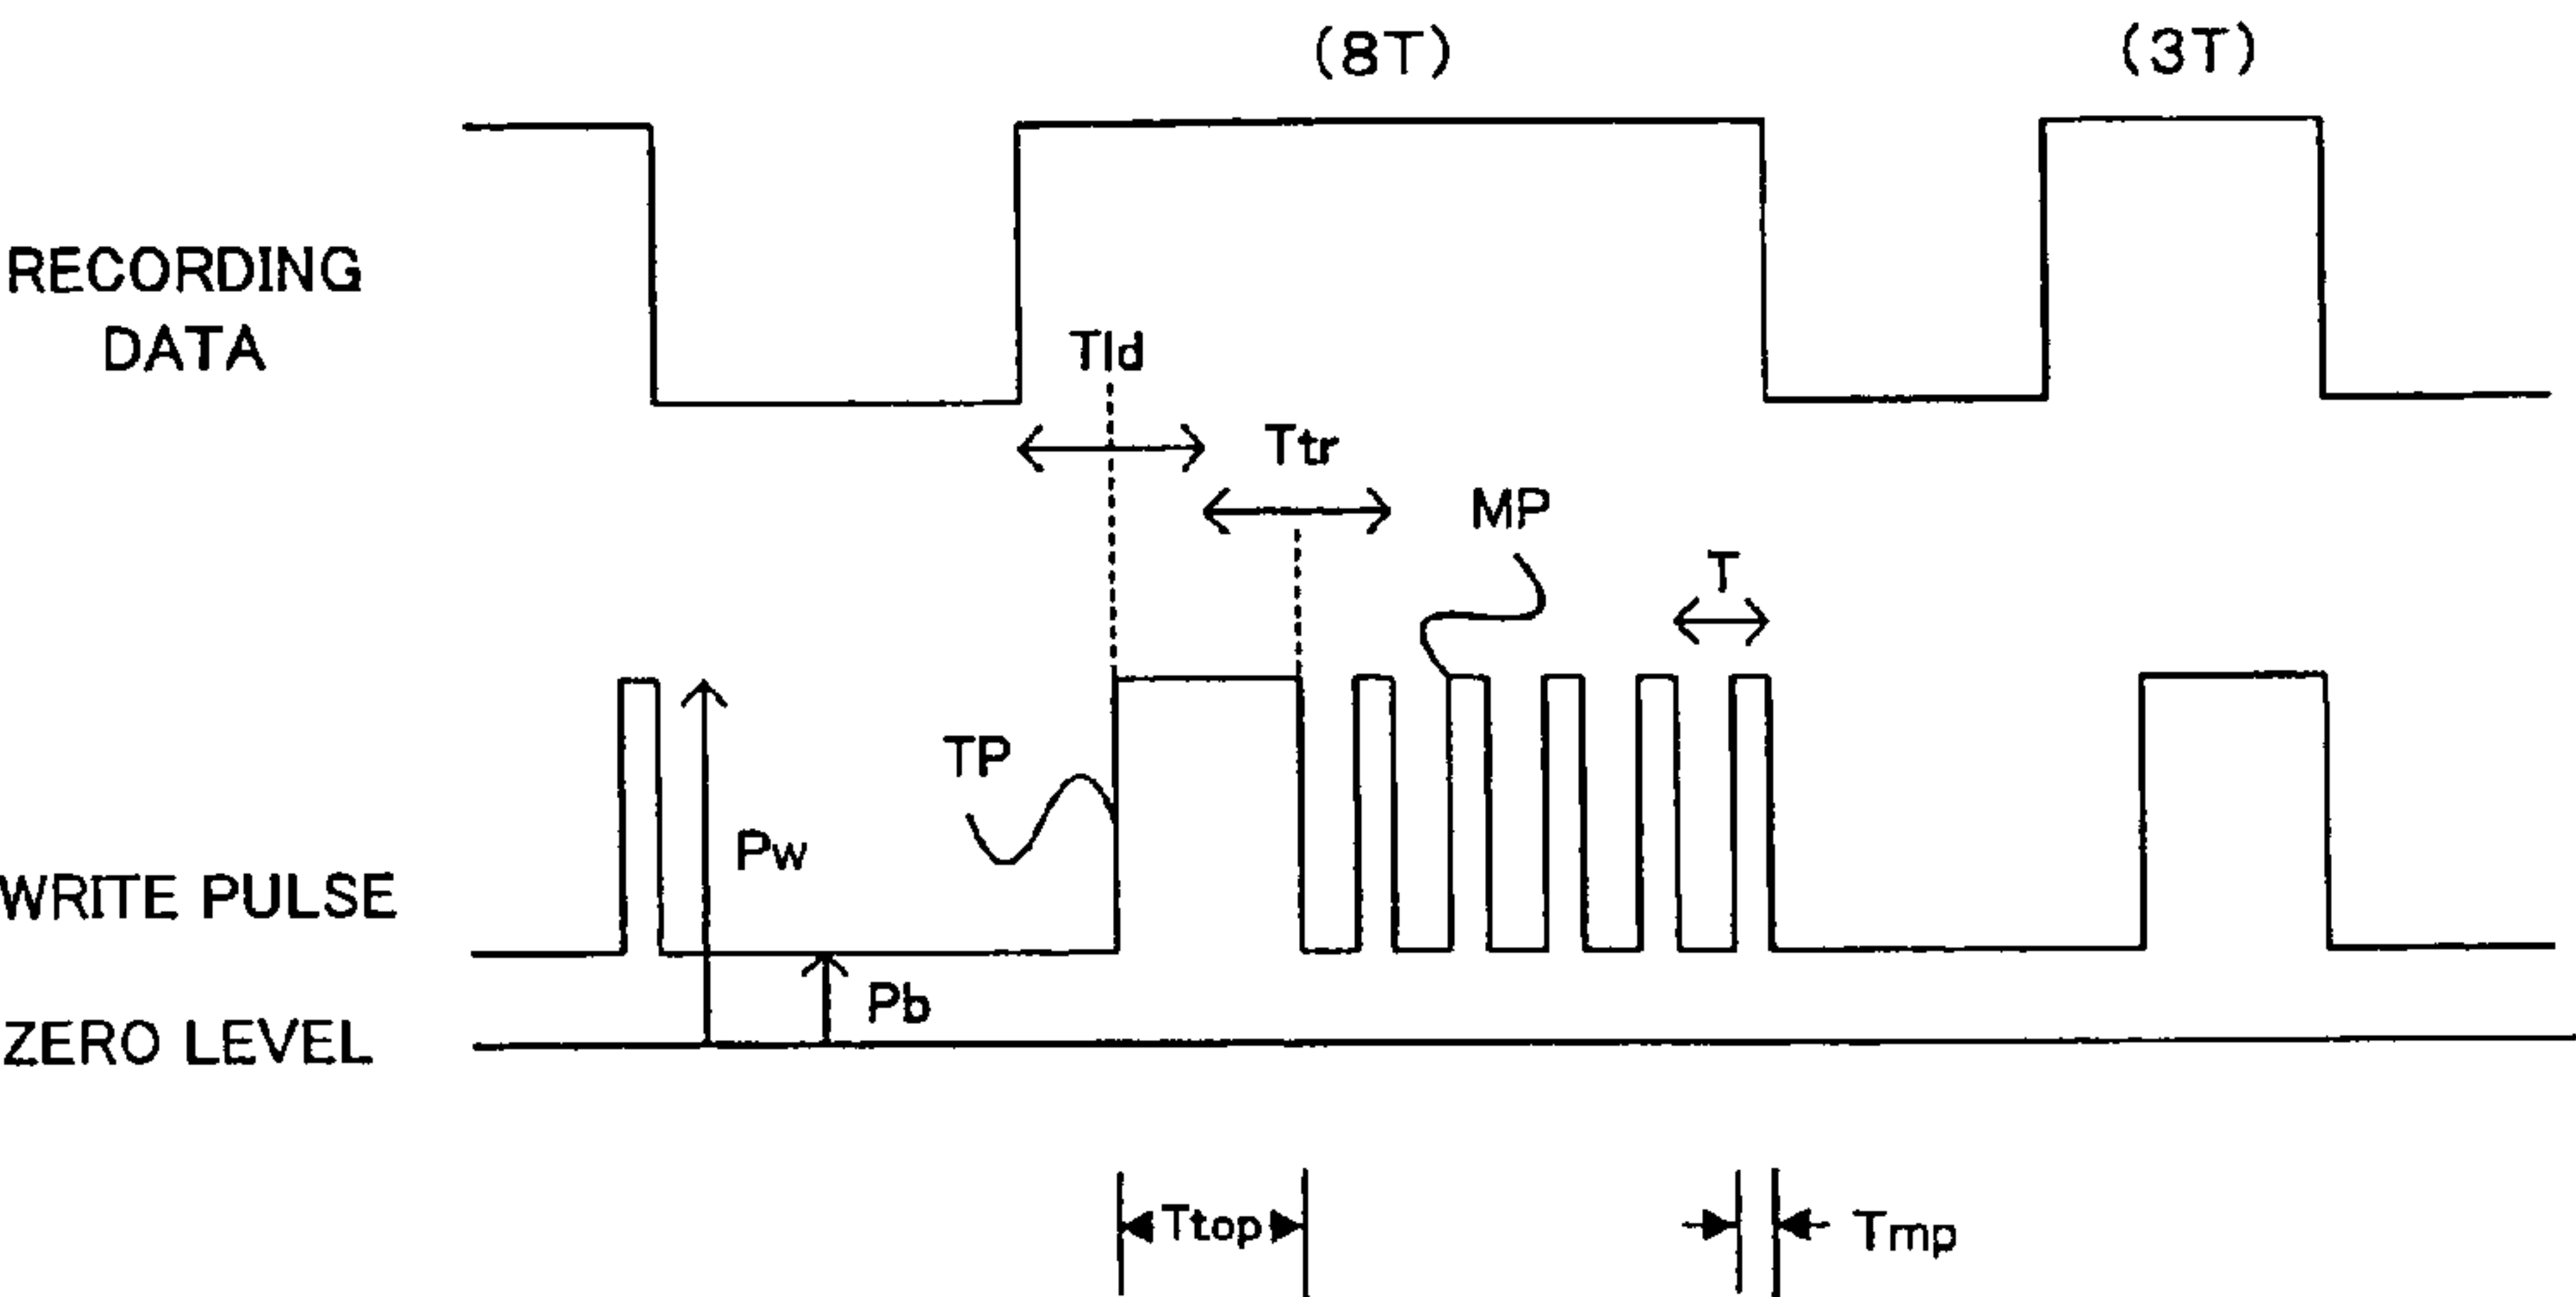 (8T)
(3T)
RECORDING
DATA
Tld
Ttr
MP
T
TP
Pw
WRITE PULSE
Pb
ZERO LEVEL
Ttop
Tmp